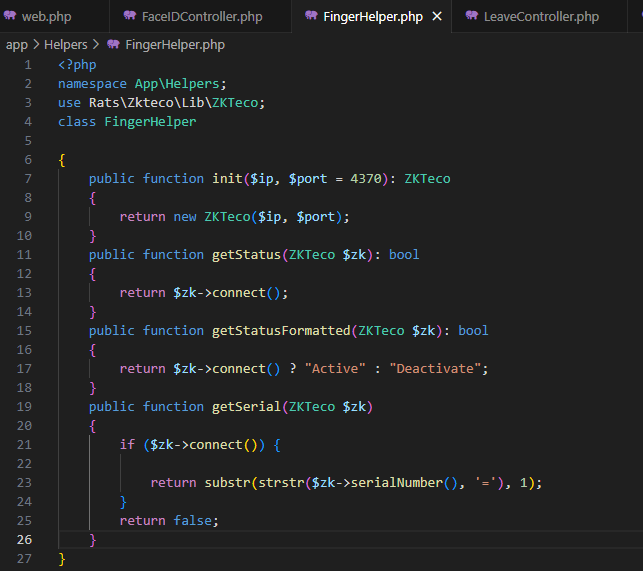 web.php FaceIDController.php FingerHelper.php LeaveController.php
app > Helpers > FingerHelper.php
1 <?php
2 namespace App\Helpers;
3 use Rats\Zkteco\Lib\ZKTeco;
4 class FingerHelper
5
6 {
7 public function init($ip, $port = 4370): ZKTeco
8 {
9 return new ZKTeco($ip, $port);
10 }
11 public function getStatus(ZKTeco $zk): bool
12 {
13 return $zk->connect();
14 }
15 public function getStatusFormatted(ZKTeco $zk): bool
16 {
17 return $zk->connect() ? "Active" : "Deactivate";
18 }
19 public function getSerial(ZKTeco $zk)
20 {
21 if ($zk->connect()) {
22
23 return substr(strstr($zk->serialNumber(), '='), 1);
24 }
25 return false;
26 }
27 }